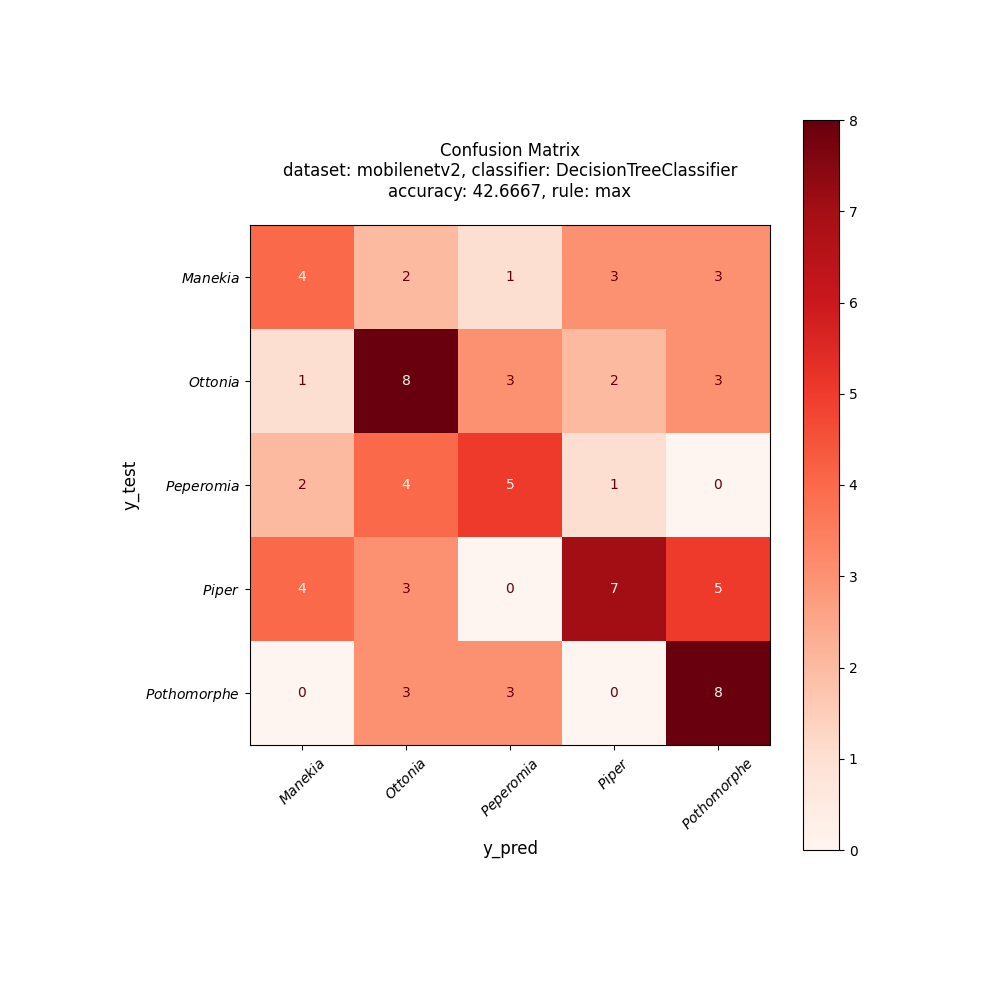 Confusion Matrix
dataset: mobilenetv2, classifier: DecisionTreeClassifier
accuracy: 42.6667, rule: max
y_test
Manekia 4 2 1 3 3
Ottonia 1 8 3 2 3
Peperomia 2 4 5 1 0
Piper 4 3 0 7 5
Pothomorphe 0 3 3 0 8
Manekia Ottonia Peperomia Piper Pothomorphe
y_pred
8
7
6
5
4
3
2
1
0